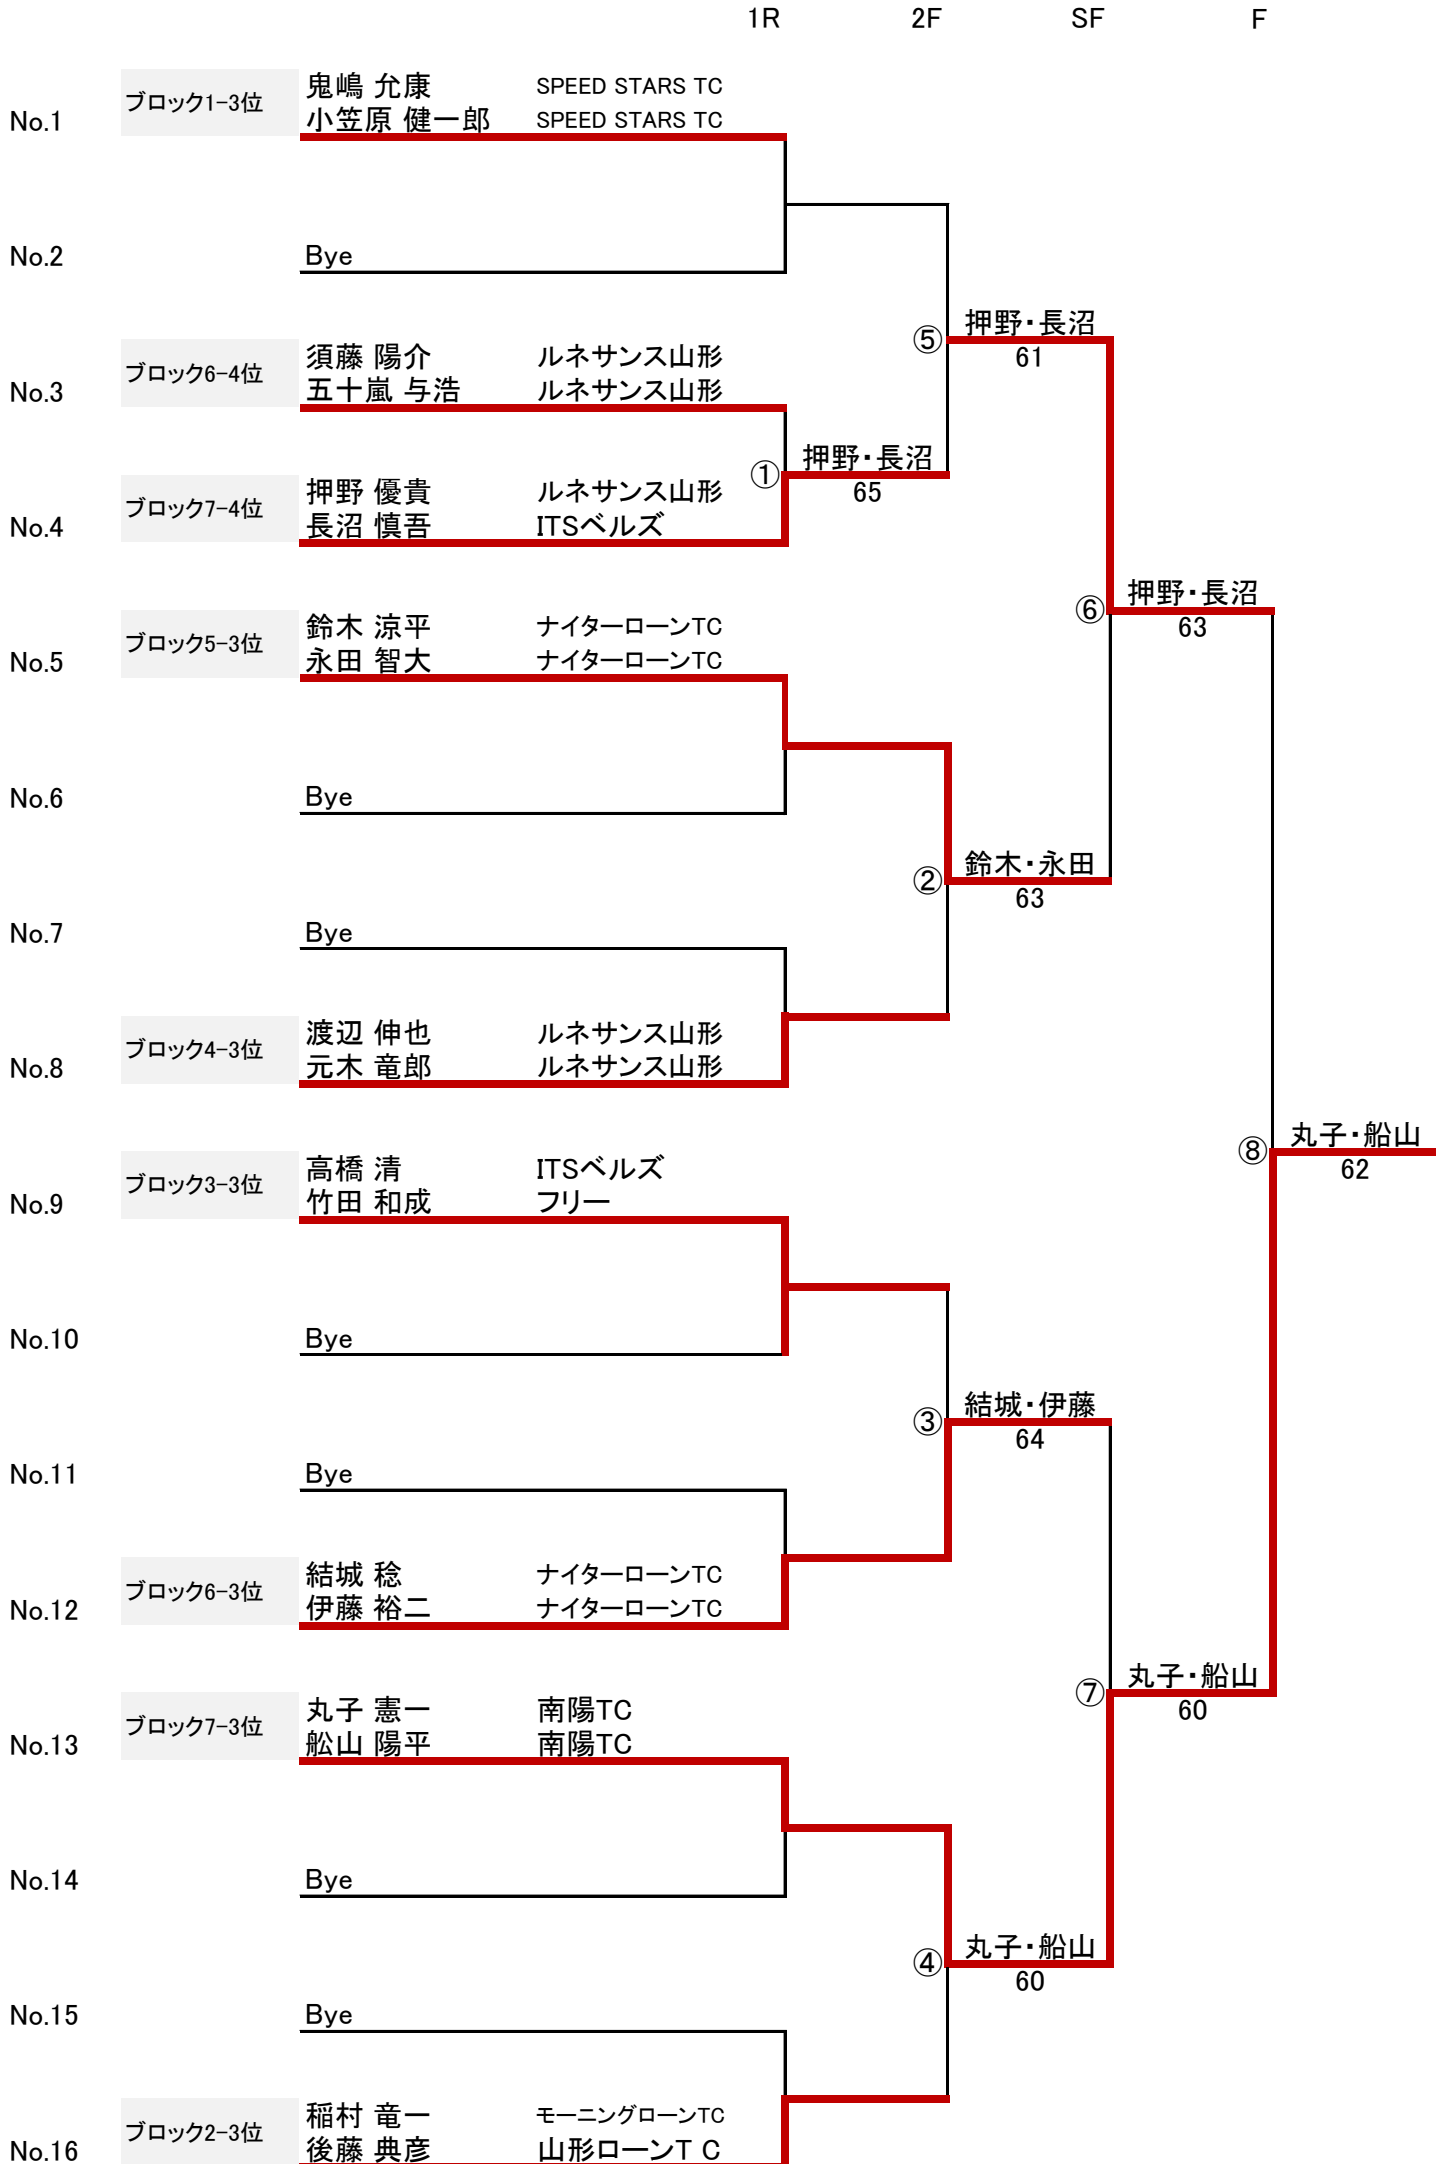 1R 2F SF F
ブロック1-3位 鬼嶋 允康 SPEED STARS TC
No.1 小笠原 健一郎 SPEED STARS TC
No.2 Bye
押野・長沼
⑤ 61
ブロック6-4位 須藤 陽介 ルネサンス山形
No.3 五十嵐 与浩 ルネサンス山形
押野・長沼
① 65
ブロック7-4位 押野 優貴 ルネサンス山形
No.4 長沼 慎吾 ITSベルズ
押野・長沼
⑥ 63
ブロック5-3位 鈴木 涼平 ナイターローンTC
No.5 永田 智大 ナイターローンTC
No.6 Bye
鈴木・永田
② 63
No.7 Bye
ブロック4-3位 渡辺 伸也 ルネサンス山形
No.8 元木 竜郎 ルネサンス山形
丸子・船山
⑧ 62
ブロック3-3位 高橋 清 ITSベルズ
No.9 竹田 和成 フリー
No.10 Bye
結城・伊藤
③ 64
No.11 Bye
ブロック6-3位 結城 稔 ナイターローンTC
No.12 伊藤 裕二 ナイターローンTC
丸子・船山
⑦ 60
ブロック7-3位 丸子 憲一 南陽TC
No.13 舩山 陽平 南陽TC
No.14 Bye
丸子・船山
④ 60
No.15 Bye
ブロック2-3位 稲村 竜一 モーニングローンTC
No.16 後藤 典彦 山形ローンT C